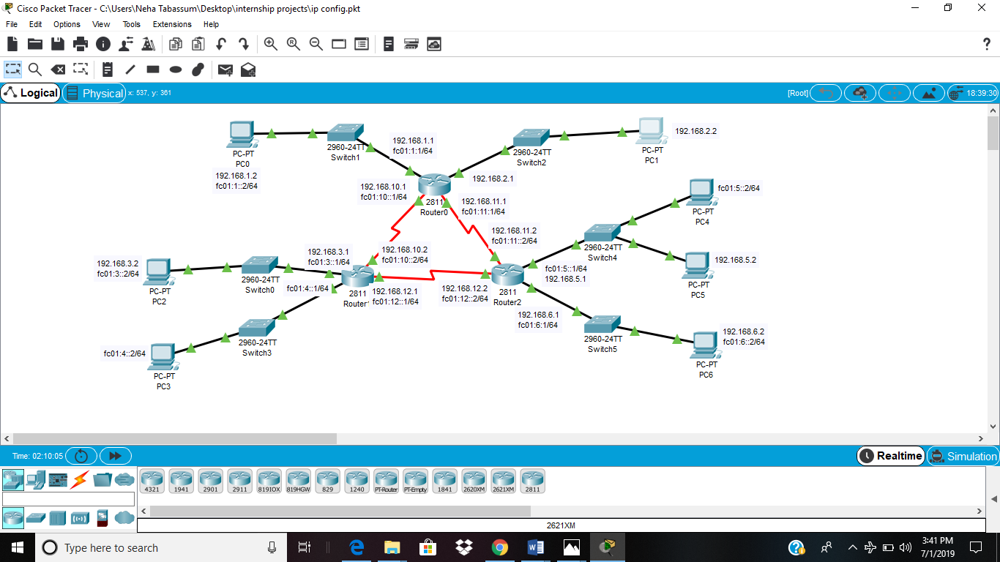 Cisco Packet Tracer - C:\Users\Neha Tabassum\Desktop\internship projects\ip config.pkt
File Edit Options View Tools Extensions Help
?
Logical Physical x: 537, y: 361 [Root] 18:39:30
PC-PT
PC0
192.168.1.2
fc01:1::2/64
2960-24TT
Switch1
192.168.1.1
fc01:1:1/64
2960-24TT
Switch2
PC-PT
PC1
192.168.2.2
192.168.10.1
fc01:10::1/64
2811
Router0
192.168.2.1
192.168.11.1
fc01:11:1/64
fc01:5::2/64
PC-PT
PC4
192.168.11.2
fc01:11::2/64
2960-24TT
Switch4
192.168.3.2
fc01:3::2/64
PC-PT
PC2
2960-24TT
Switch0
192.168.3.1
fc01:3::1/64
192.168.10.2
fc01:10::2/64
fc01:4::1/64
2811
Router
192.168.12.1
fc01:12::1/64
192.168.12.2
fc01:12::2/64
2811
Router2
fc01:5::1/64
192.168.5.1
192.168.5.2
PC-PT
PC5
192.168.6.1
fc01:6:1/64
2960-24TT
Switch3
fc01:4::2/64
PC-PT
PC3
2960-24TT
Switch5
192.168.6.2
fc01:6::2/64
PC-PT
PC6
Time: 02:10:05 Realtime Simulation
4321 1941 2901 2911 819IOX 819HGW 829 1240 PT-Router PT-Empty 1841 2620XM 2621XM 2811
2621XM
Type here to search
3:41 PM
7/1/2019